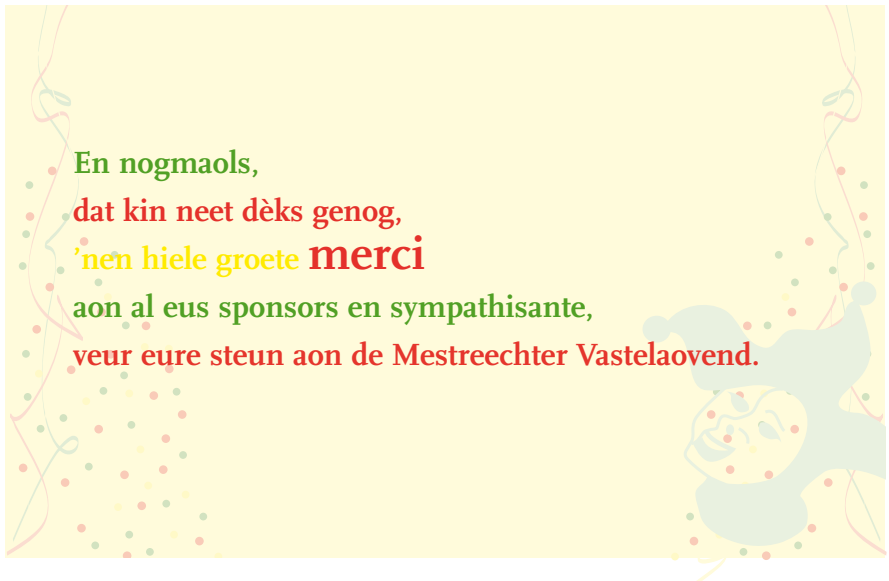 En nogmaols,
dat kin neet dèks genog,
’nen hiele groete merci
aon al eus sponsors en sympathisante,
veur eure steun aon de Mestreechter Vastelaovend.